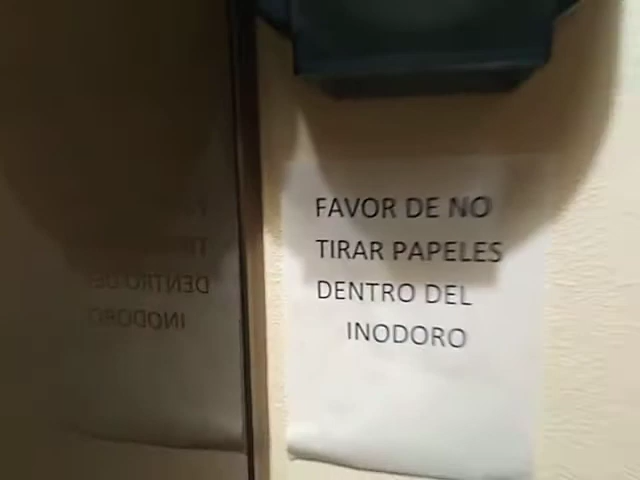 FAVOR DE NO
TIRAR PAPELES
DENTRO DEL
INODORO